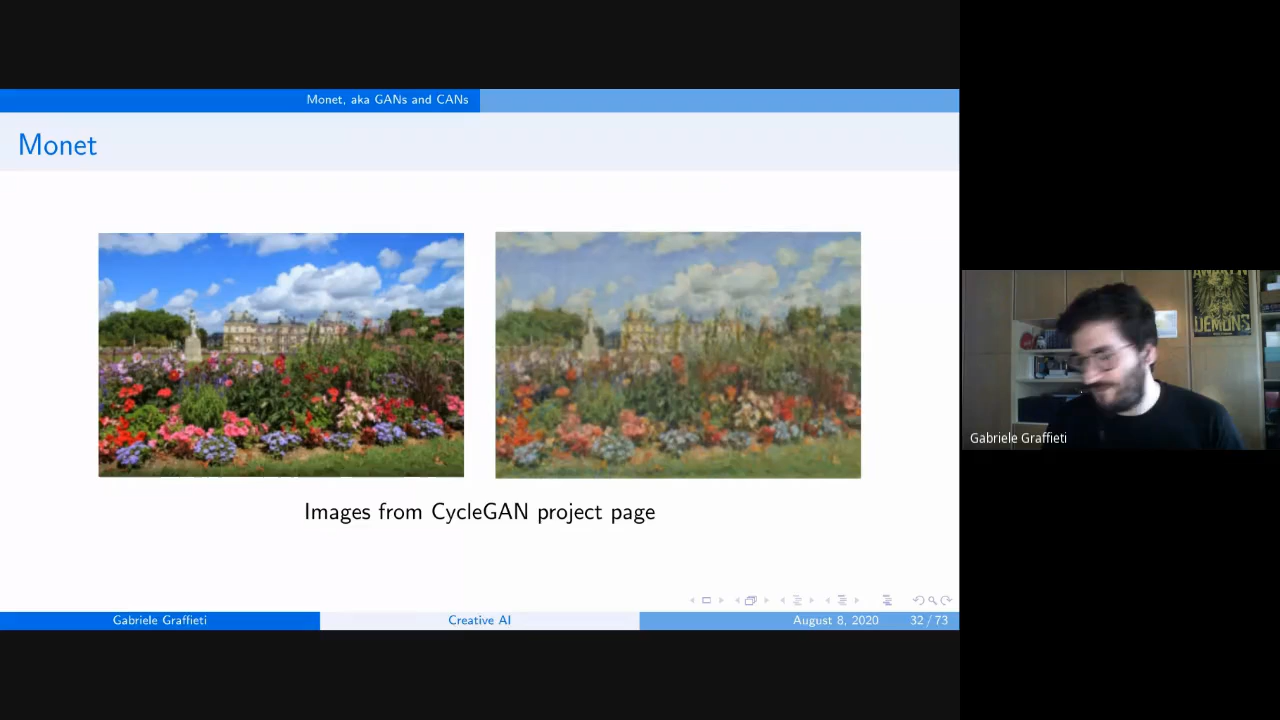 Monet, aka GANs and CANs
Monet
Images from CycleGAN project page
Gabriele Graffieti
Creative AI
August 8, 2020
32 / 73
DEMONS
Gabriele Graffieti